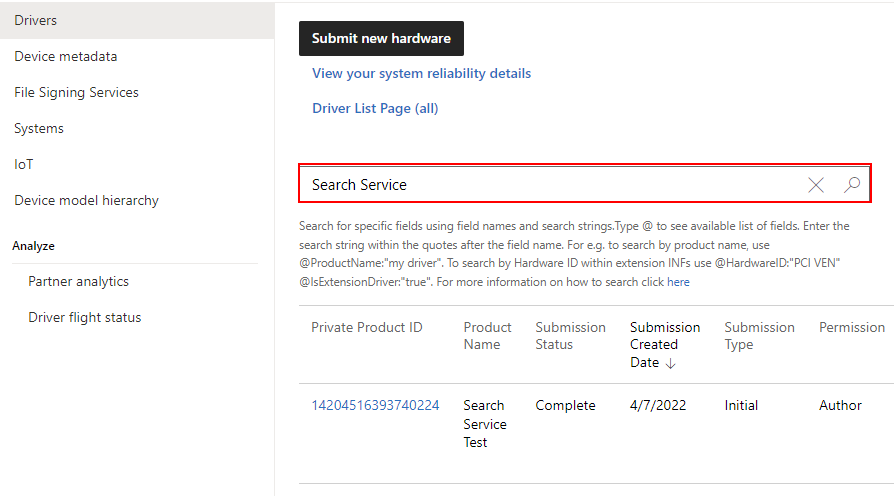 Drivers
Device metadata
File Signing Services
Systems
IoT
Device model hierarchy
Analyze
Partner analytics
Driver flight status
Submit new hardware
View your system reliability details
Driver List Page (all)
Search Service
Search for specific fields using field names and search strings.Type @ to see available list of fields. Enter the
search string within the quotes after the field name. For e.g. to search by product name, use
@ProductName:"my driver". To search by Hardware ID within extension INFs use @HardwareID:"PCI VEN"
@IsExtensionDriver:"true". For more information on how to search click here
Private Product ID
Product
Name
Submission
Status
Submission
Created
Date ↓
Submission
Type
Permission
14204516393740224
Search
Service
Test
Complete
4/7/2022
Initial
Author